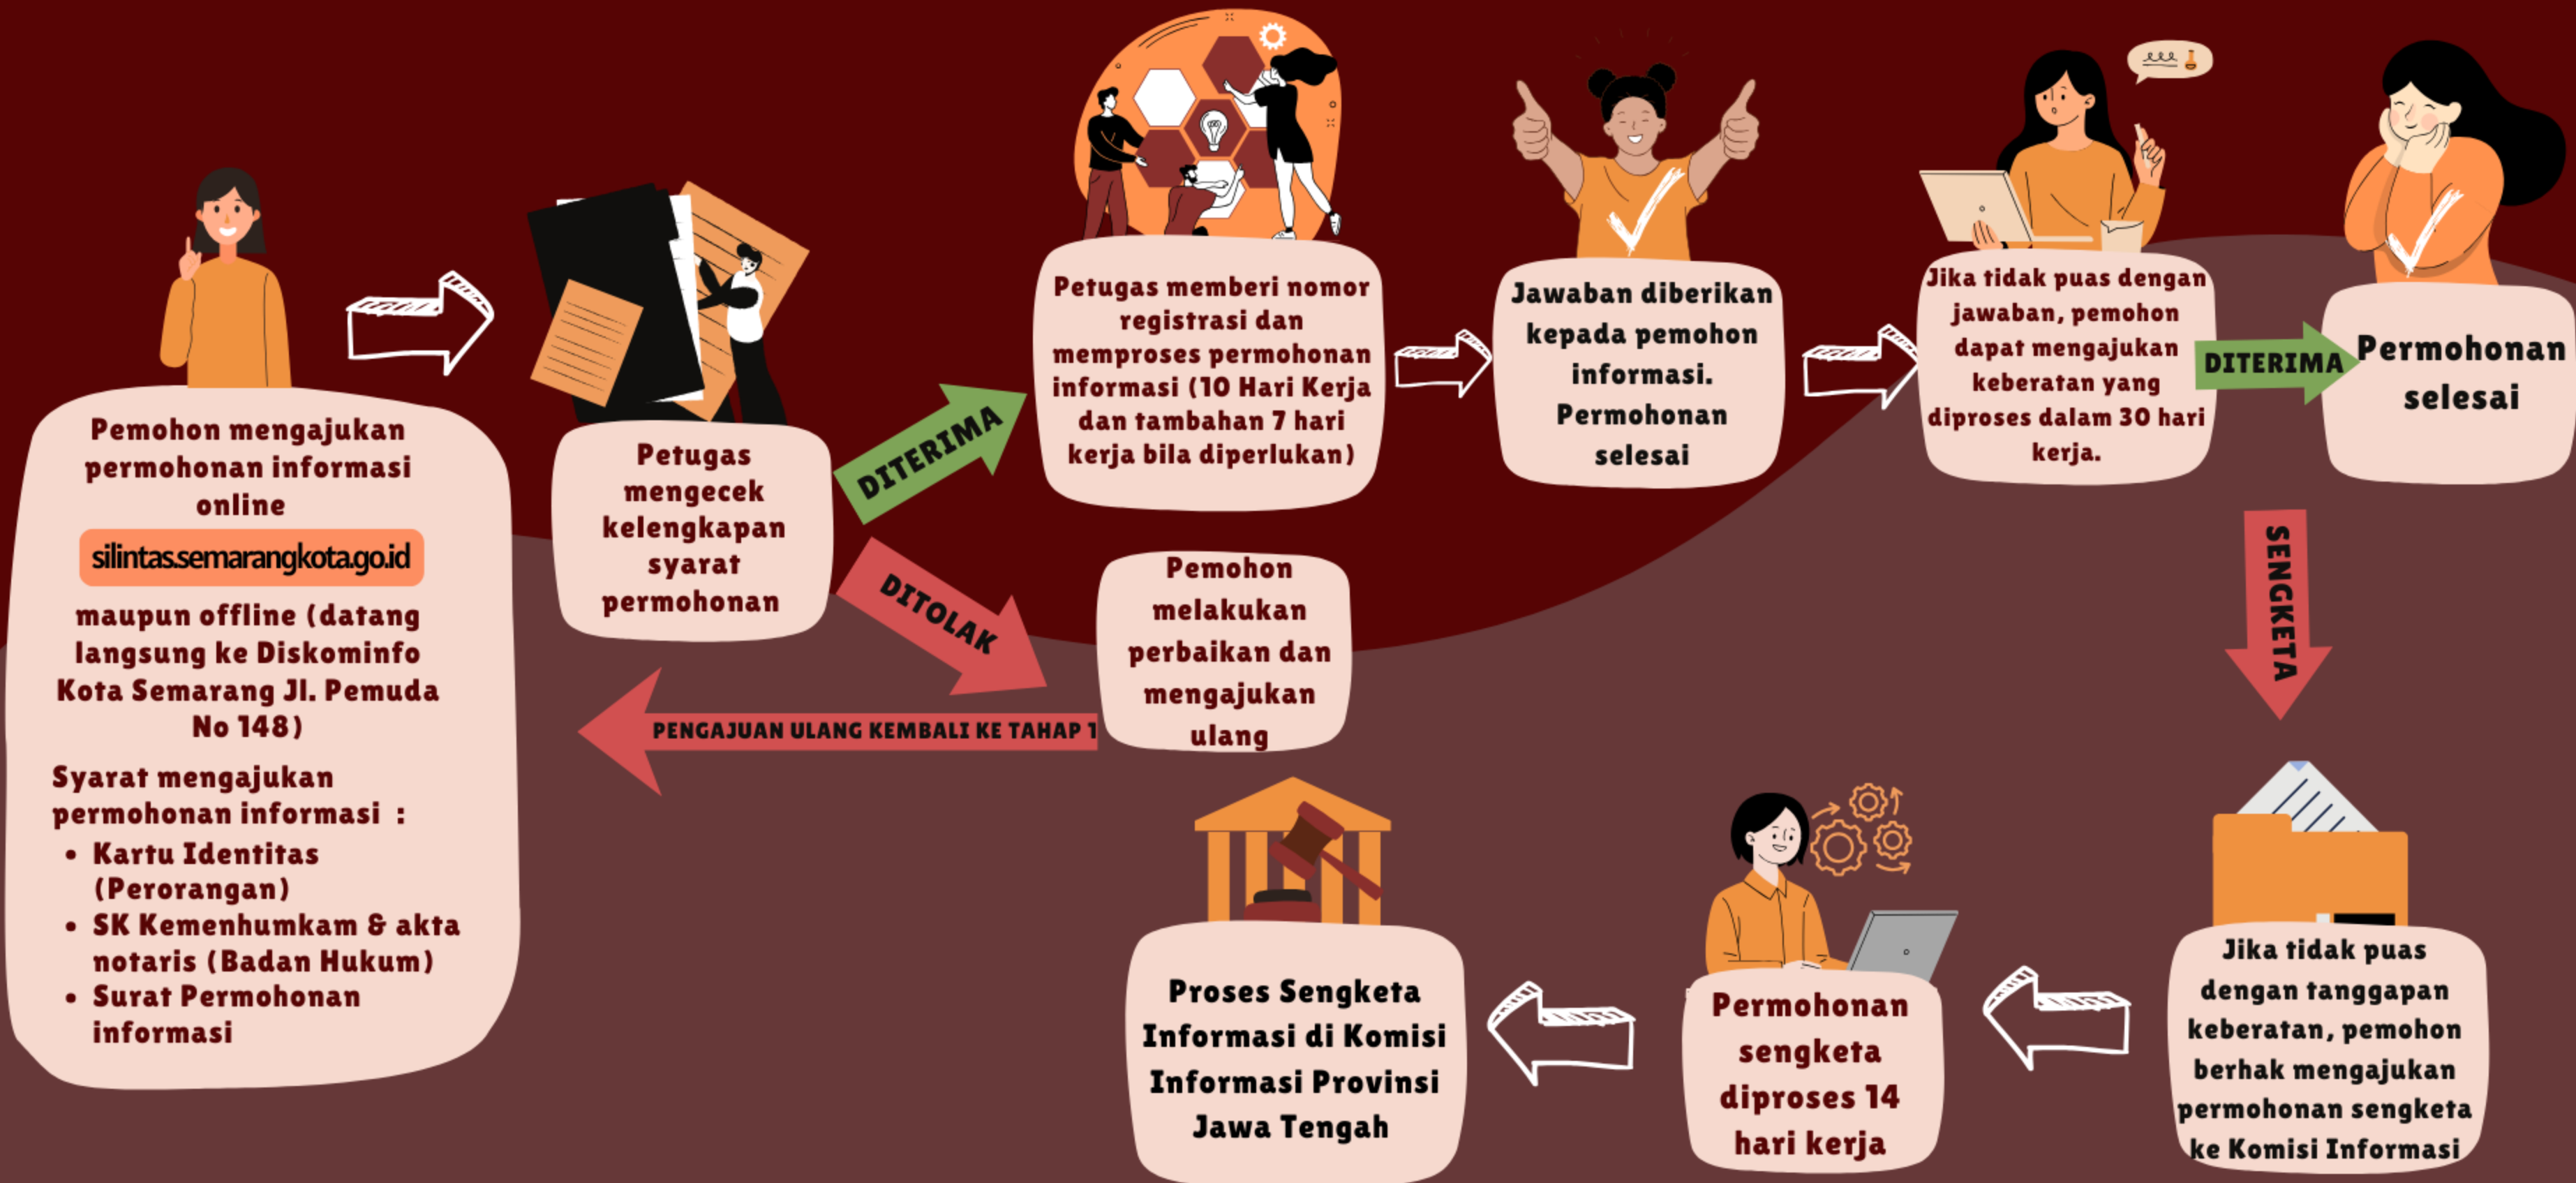 Pemohon mengajukan
permohonan informasi
online
silintas.semarangkota.go.id
maupun offline (datang
langsung ke Diskominfo
Kota Semarang Jl. Pemuda
No 148)
Syarat mengajukan
permohonan informasi :
• Kartu Identitas
(Perorangan)
• SK Kemenhumkam & akta
notaris (Badan Hukum)
• Surat Permohonan
informasi
Petugas
mengecek
kelengkapan
syarat
permohonan
DITERIMA
Petugas memberi nomor
registrasi dan
memproses permohonan
informasi (10 Hari Kerja
dan tambahan 7 hari
kerja bila diperlukan)
DITOLAK
Pemohon
melakukan
perbaikan dan
mengajukan
ulang
PENGAJUAN ULANG KEMBALI KE TAHAP 1
Jawaban diberikan
kepada pemohon
informasi.
Permohonan
selesai
Jika tidak puas dengan
jawaban, pemohon
dapat mengajukan
keberatan yang
diproses dalam 30 hari
kerja.
DITERIMA
Permohonan
selesai
SENGKETA
Jika tidak puas
dengan tanggapan
keberatan, pemohon
berhak mengajukan
permohonan sengketa
ke Komisi Informasi
Permohonan
sengketa
diproses 14
hari kerja
Proses Sengketa
Informasi di Komisi
Informasi Provinsi
Jawa Tengah